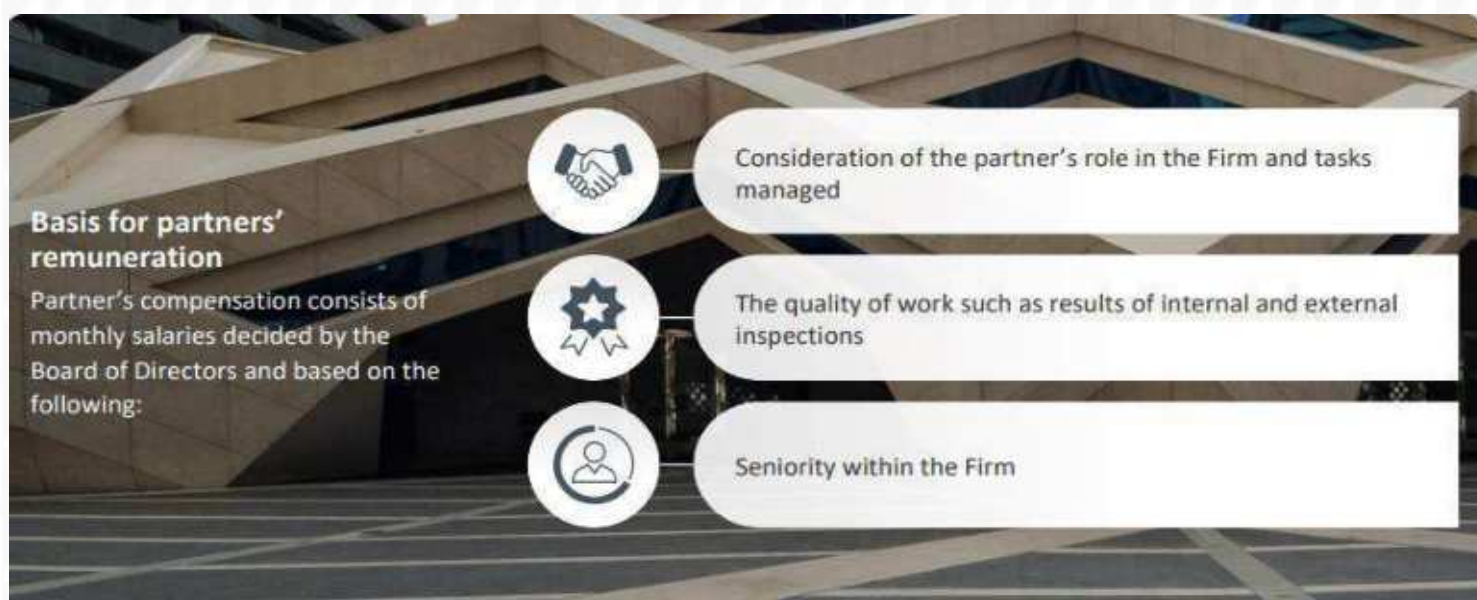 Basis for partners'
remuneration
Partner's compensation consists of
monthly salaries decided by the
Board of Directors and based on the
following:
Consideration of the partner's role in the Firm and tasks
managed
The quality of work such as results of internal and external
inspections
Seniority within the Firm